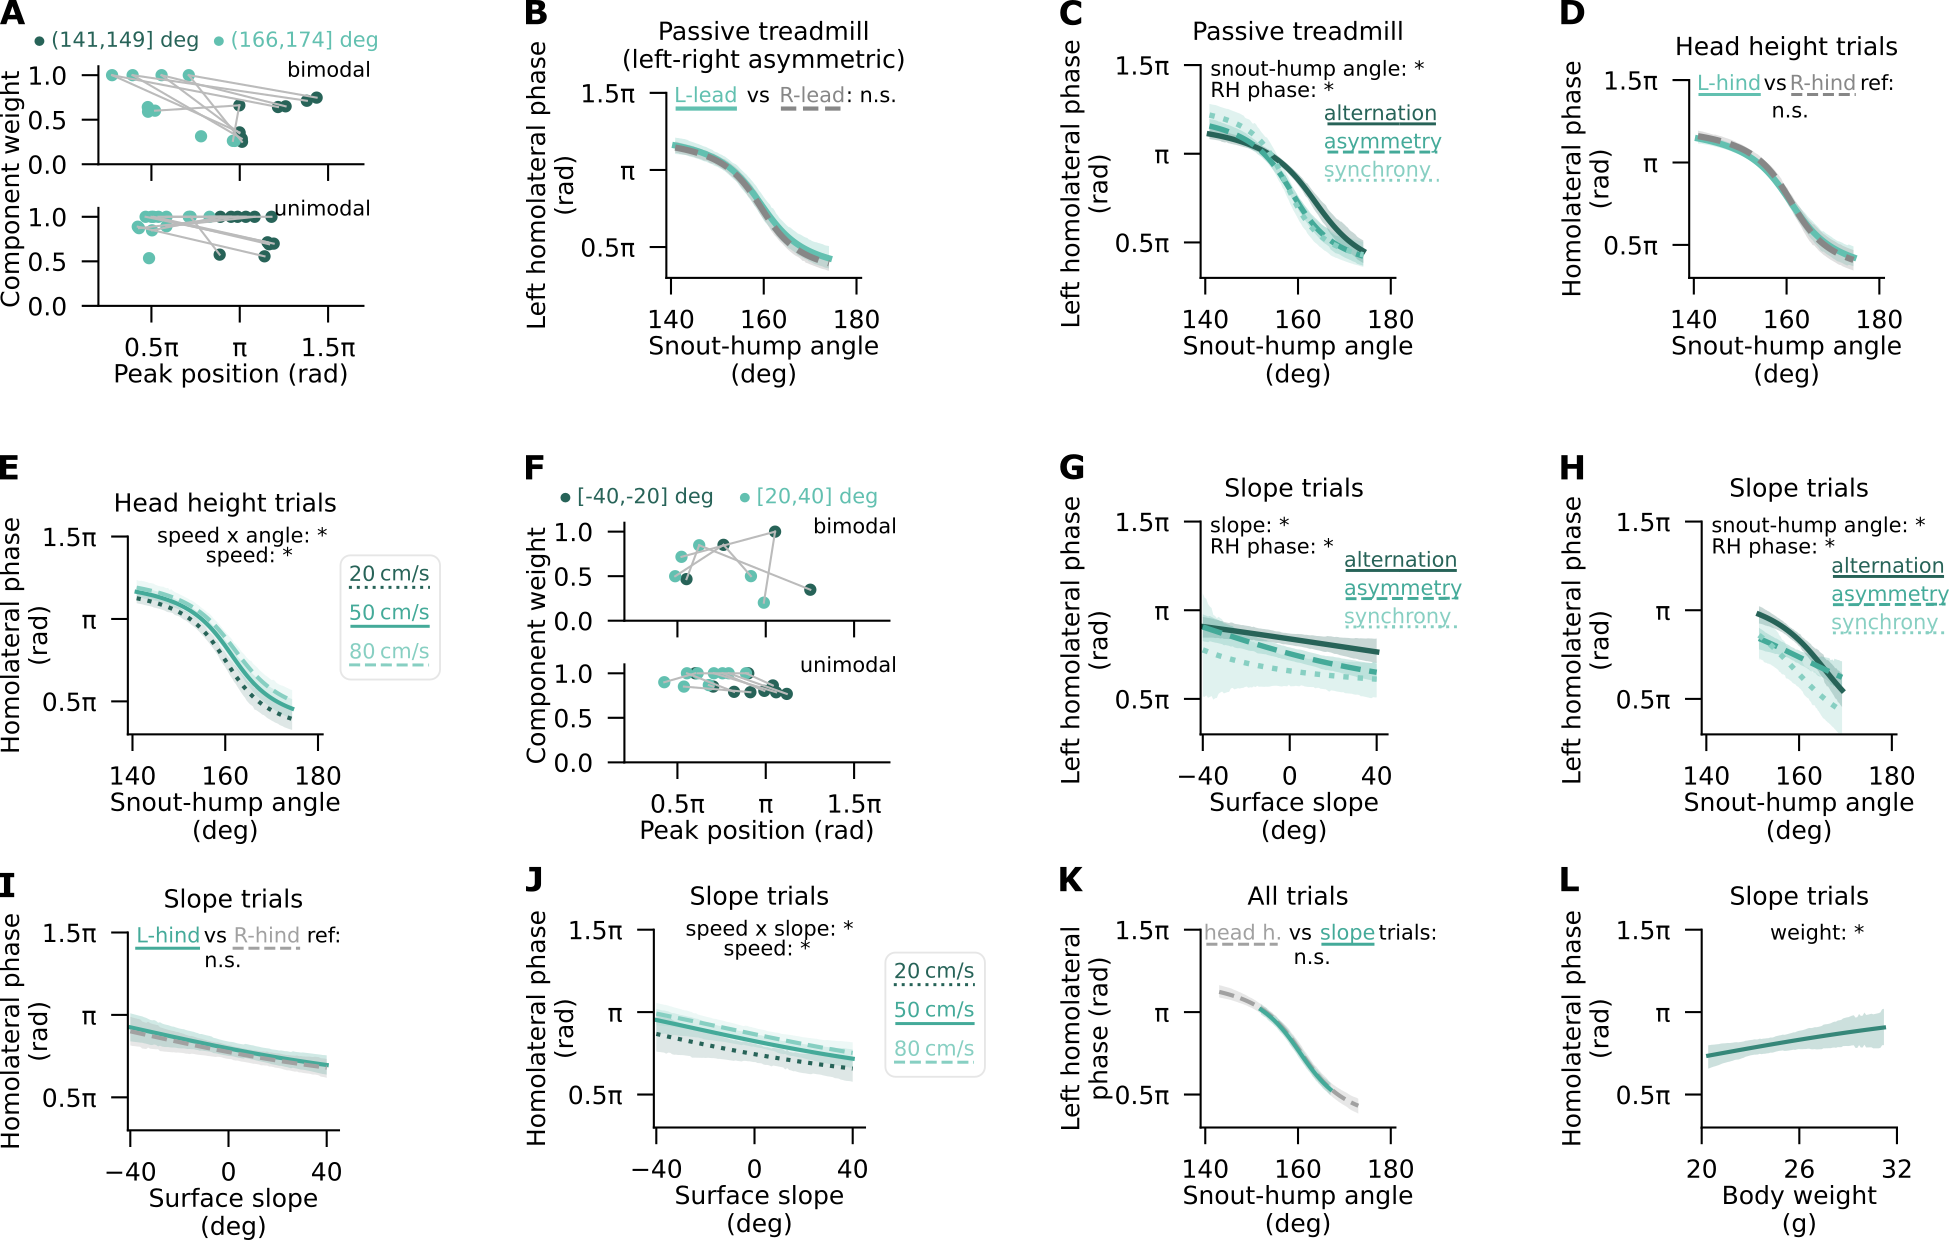 A
(141,149] deg
(166,174] deg
Component weight
1.0
0.5
0.0
bimodal
1.0
0.5
0.0
unimodal
0.5π
π
1.5π
Peak position (rad)
B
Passive treadmill
(left-right asymmetric)
L-lead vs R-lead: n.s.
Left homolateral phase
(rad)
1.5π
π
0.5π
140
160
180
Snout-hump angle
(deg)
C
Passive treadmill
snout-hump angle: *
RH phase: *
alternation
asymmetry
synchrony
Left homolateral phase
(rad)
1.5π
π
0.5π
140
160
180
Snout-hump angle
(deg)
D
Head height trials
L-hind vs R-hind ref:
n.s.
Homolateral phase
(rad)
1.5π
π
0.5π
140
160
180
Snout-hump angle
(deg)
E
Head height trials
speed x angle: *
speed: *
20 cm/s
50 cm/s
80 cm/s
Homolateral phase
(rad)
1.5π
π
0.5π
140
160
180
Snout-hump angle
(deg)
F
[-40,-20] deg
[20,40] deg
Component weight
1.0
0.5
0.0
bimodal
1.0
0.5
0.0
unimodal
0.5π
π
1.5π
Peak position (rad)
G
Slope trials
slope: *
RH phase: *
alternation
asymmetry
synchrony
Left homolateral phase
(rad)
1.5π
π
0.5π
−40
0
40
Surface slope
(deg)
H
Slope trials
snout-hump angle: *
RH phase: *
alternation
asymmetry
synchrony
Left homolateral phase
(rad)
1.5π
π
0.5π
140
160
180
Snout-hump angle
(deg)
I
Slope trials
L-hind vs R-hind ref:
n.s.
Homolateral phase
(rad)
1.5π
π
0.5π
−40
0
40
Surface slope
(deg)
J
Slope trials
speed x slope: *
speed: *
20 cm/s
50 cm/s
80 cm/s
Homolateral phase
(rad)
1.5π
π
0.5π
−40
0
40
Surface slope
(deg)
K
All trials
head h. vs slope trials:
n.s.
Left homolateral
phase (rad)
1.5π
π
0.5π
140
160
180
Snout-hump angle
(deg)
L
Slope trials
weight: *
Homolateral phase
(rad)
1.5π
π
0.5π
20
26
32
Body weight
(g)